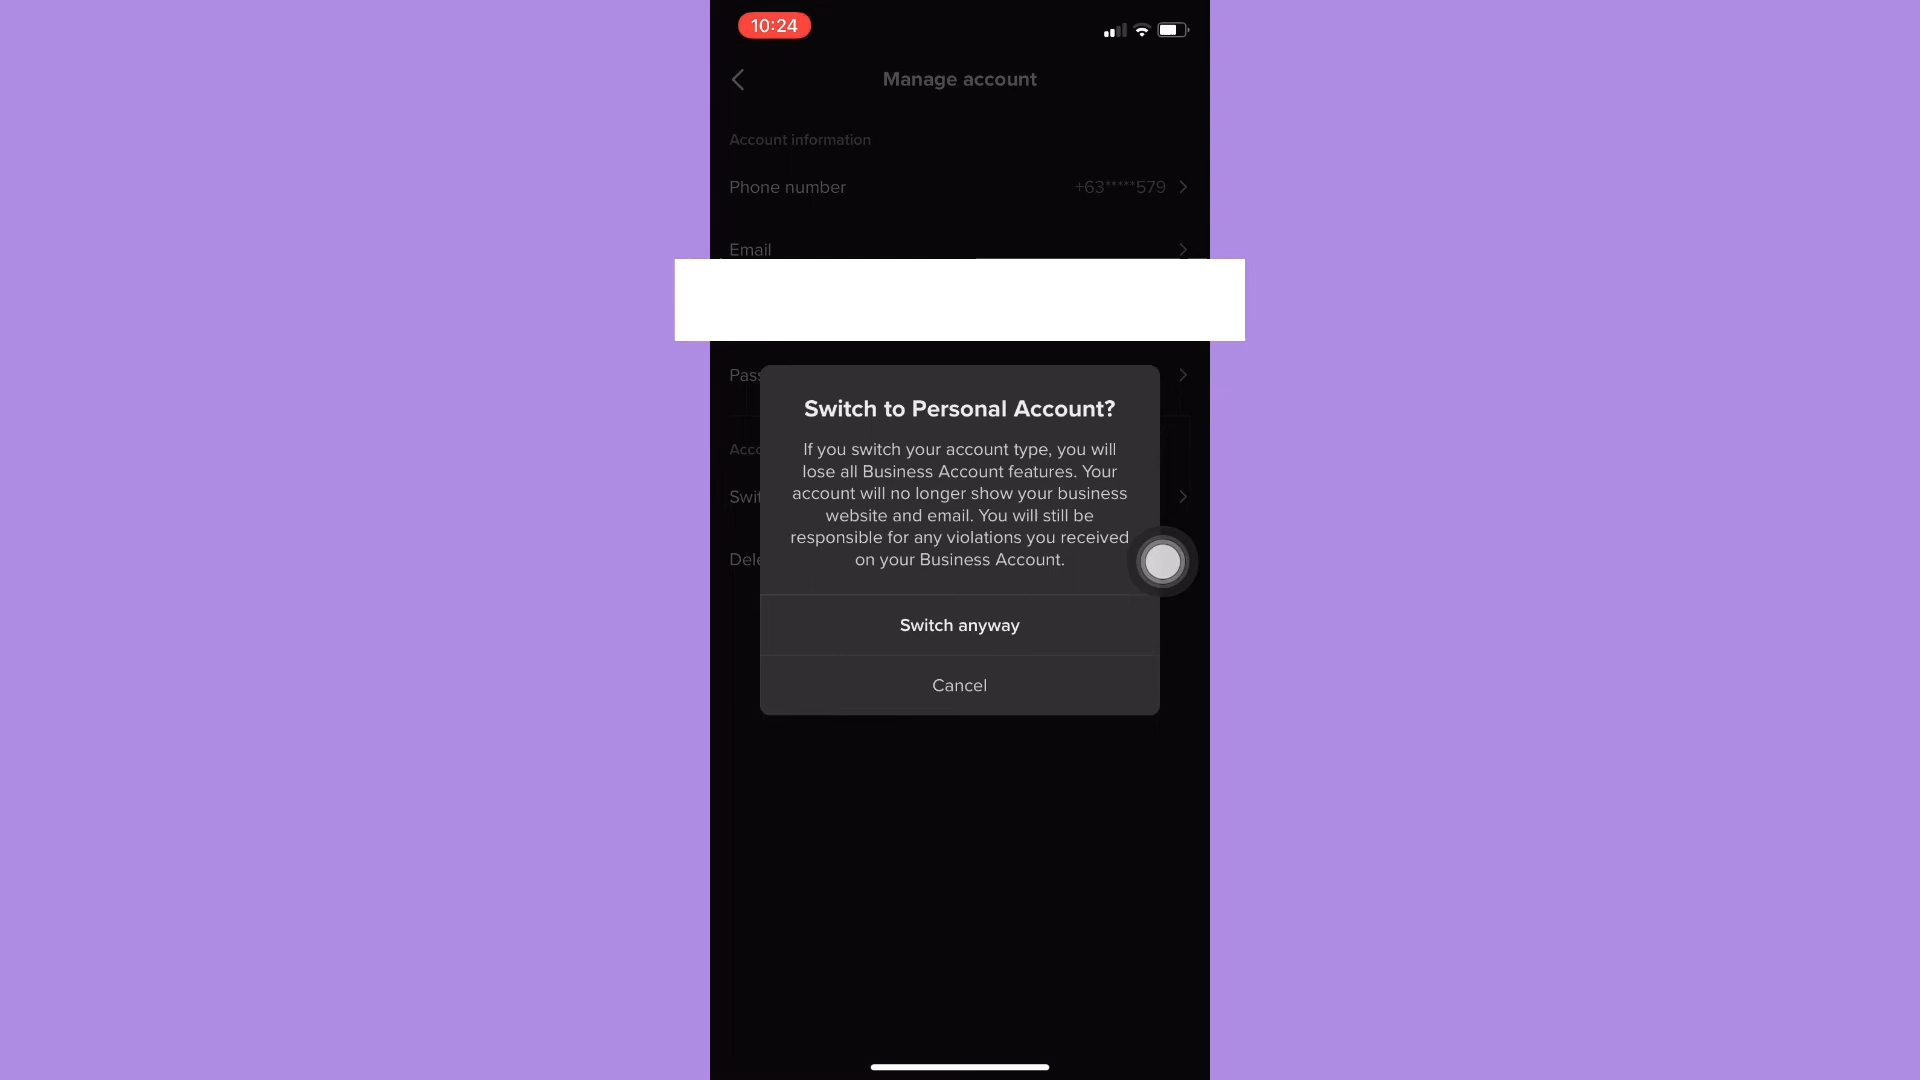 10:24
Manage account
Account information
Phone number +63*****579
Email
Pass
Switch to Personal Account?
If you switch your account type, you will
lose all Business Account features. Your
account will no longer show your business
website and email. You will still be
responsible for any violations you received
on your Business Account.
Acco
Swit
Dele
Switch anyway
Cancel